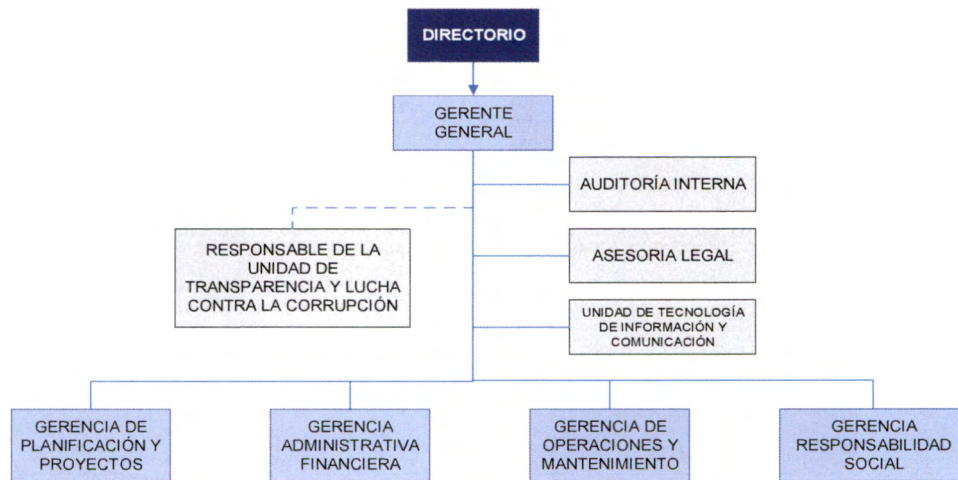 DIRECTORIO
GERENTE
GENERAL
AUDITORÍA INTERNA
RESPONSABLE DE LA
UNIDAD DE
TRANSPARENCIA Y LUCHA
CONTRA LA CORRUPCIÓN
ASESORIA LEGAL
UNIDAD DE TECNOLOGÍA
DE INFORMACIÓN Y
COMUNICACIÓN
GERENCIA DE
PLANIFICACIÓN Y
PROYECTOS
GERENCIA
ADMINISTRATIVA
FINANCIERA
GERENCIA DE
OPERACIONES Y
MANTENIMIENTO
GERENCIA
RESPONSABILIDAD
SOCIAL